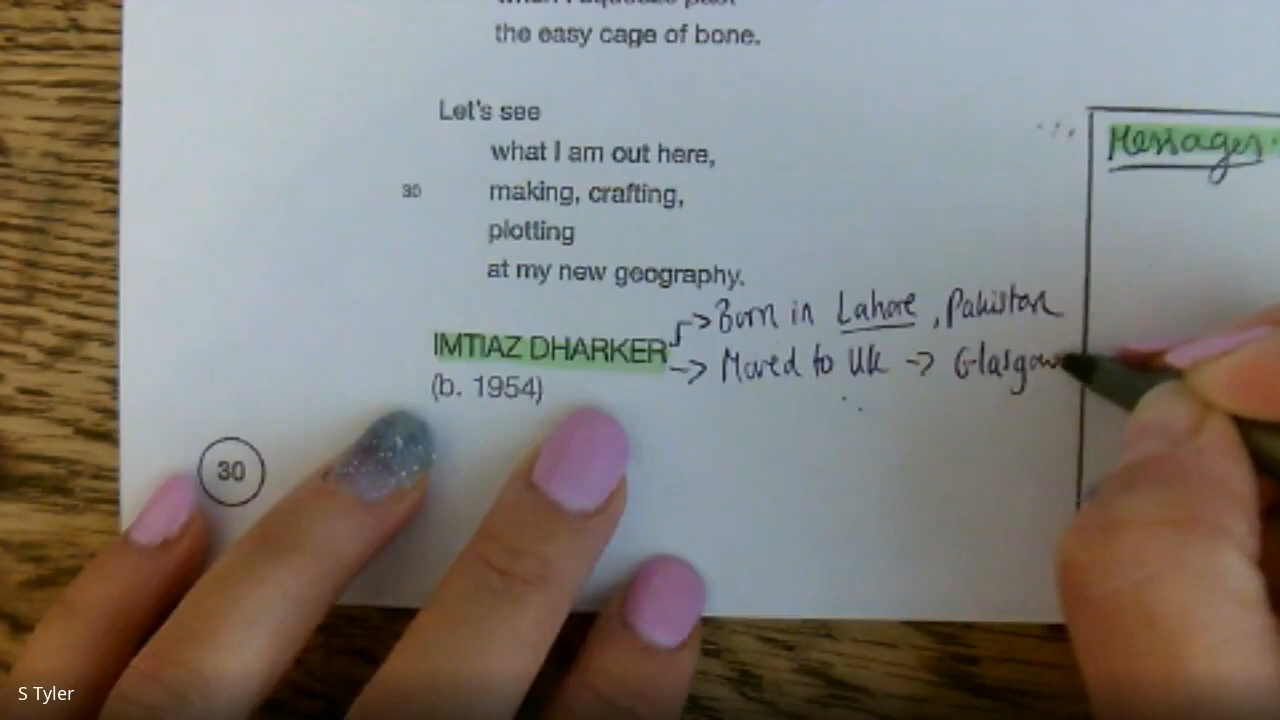 the easy cage of bone.
Let's see
what I am out here,
30 making, crafting,
plotting
at my new geography.
-> Born in Lahore, Pakistan
IMTIAZ DHARKER
-> Moved to UK -> Glasgow
(b. 1954)
30
Messages
S Tyler